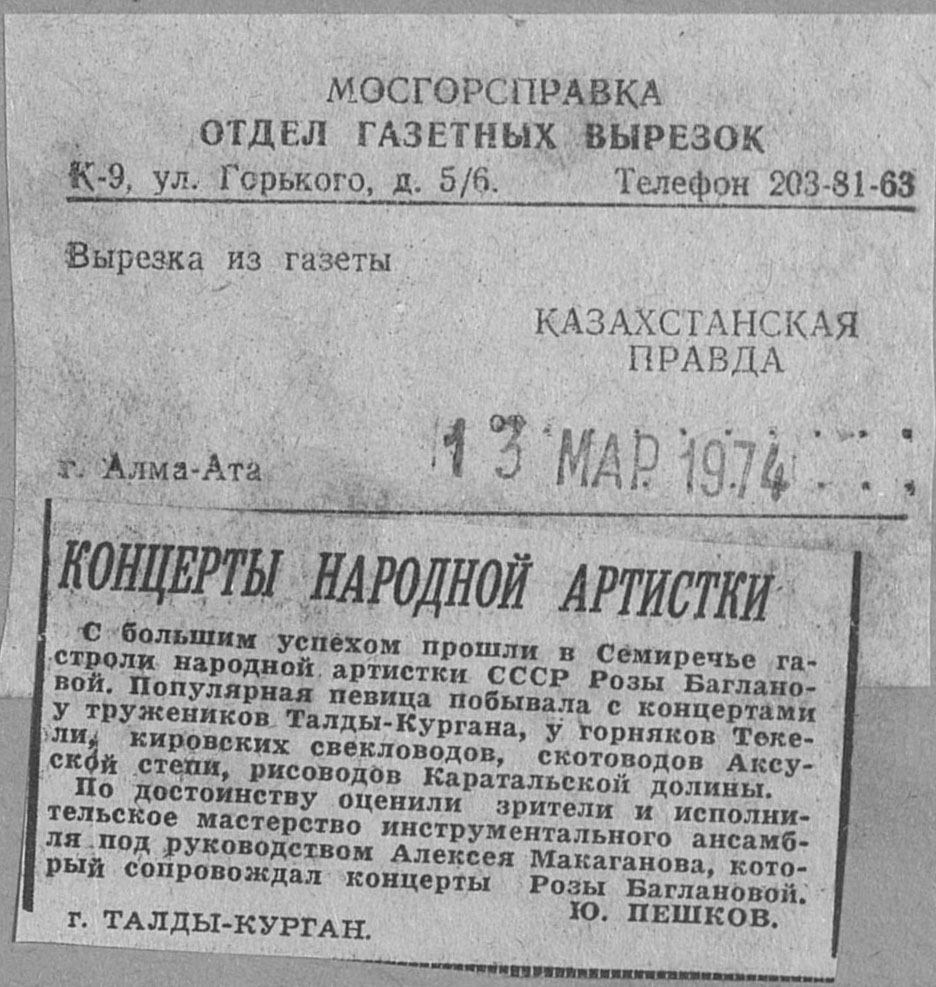 МОСГОРСПРАВКА
ОТДЕЛ ГАЗЕТНЫХ ВЫРЕЗОК
К-9, ул. Горького, д. 5/6. Телефон 203-81-63
Вырезка из газеты
КАЗАХСТАНСКАЯ
ПРАВДА
13 МАР. 1974
г. Алма-Ата
КОНЦЕРТЫ НАРОДНОЙ АРТИСТКИ
С большим успехом прошли в Семиречье га-
строли народной артистки СССР Розы Баглано-
вой. Популярная певица побывала с концертами
у тружеников Талды-Кургана, у горняков Теке-
ли, кировских свекловодов, скотоводов Аксу-
ской степи, рисоводов Каратальской долины.
По достоинству оценили зрители и исполни-
тельское мастерство инструментального ансамб-
ля под руководством Алексея Макаганова, кото-
рый сопровождал концерты Розы Баглановой.
Ю. ПЕШКОВ.
г. ТАЛДЫ-КУРГАН.